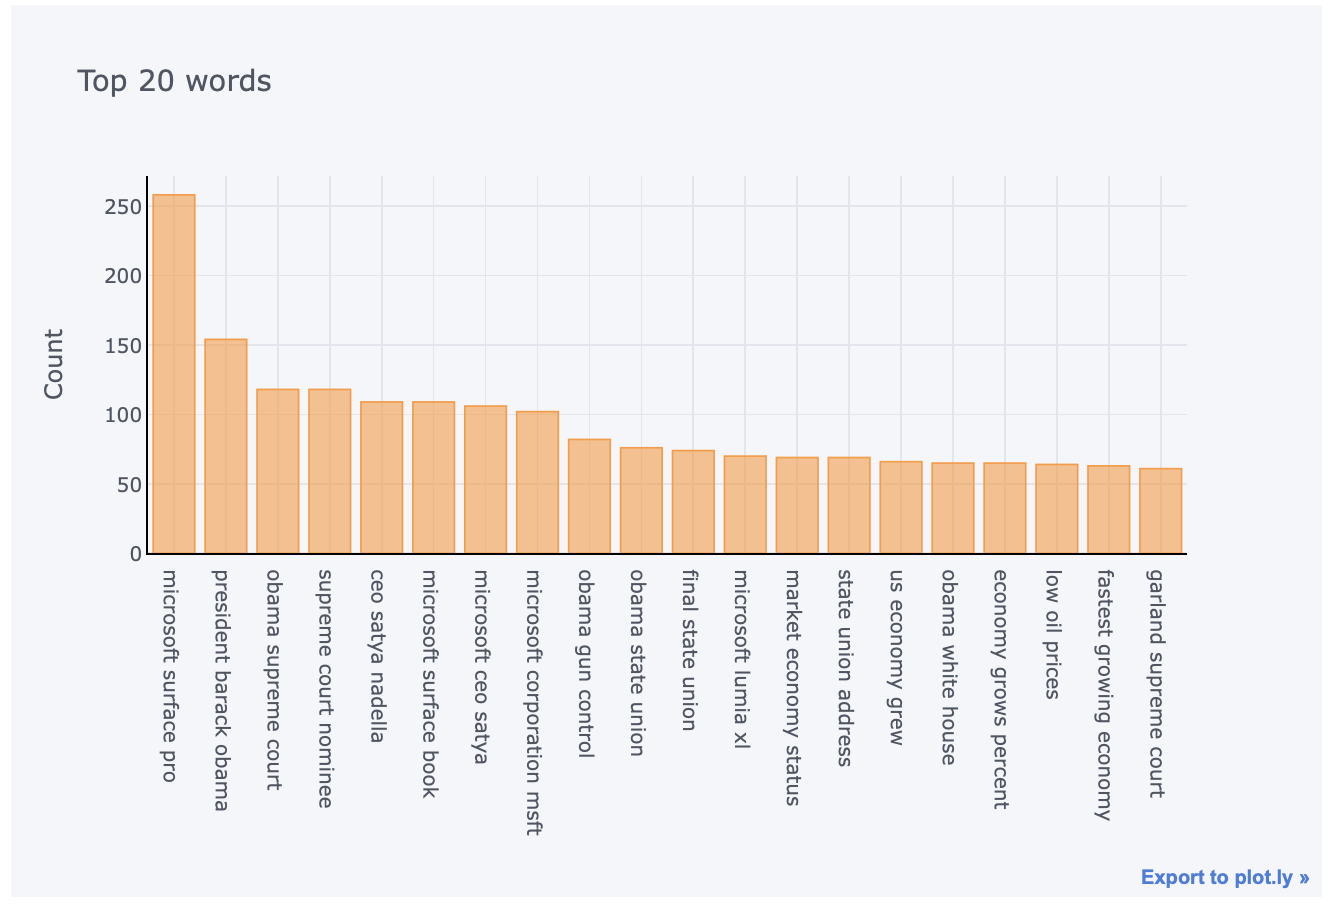 Top 20 words
Count
250
200
150
100
50
0
microsoft surface pro
president barack obama
obama supreme court
supreme court nominee
ceo satya nadella
microsoft surface book
microsoft ceo satya
microsoft corporation msft
obama gun control
obama state union
final state union
microsoft lumia xl
market economy status
state union address
us economy grew
obama white house
economy grows percent
low oil prices
fastest growing economy
garland supreme court
Export to plot.ly »